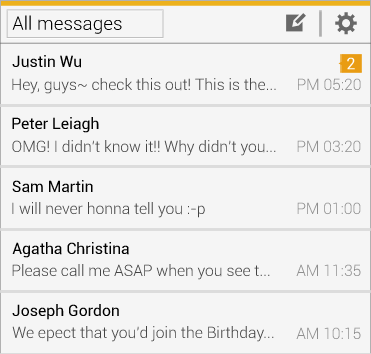 All messages
Justin Wu 2
Hey, guys~ check this out! This is the... PM 05:20
Peter Leiagh
OMG! I didn't know it!! Why didn't you... PM 03:20
Sam Martin
I will never honna tell you :-p PM 01:00
Agatha Christina
Please call me ASAP when you see t... AM 11:35
Joseph Gordon
We epect that you'd join the Birthday... AM 10:15